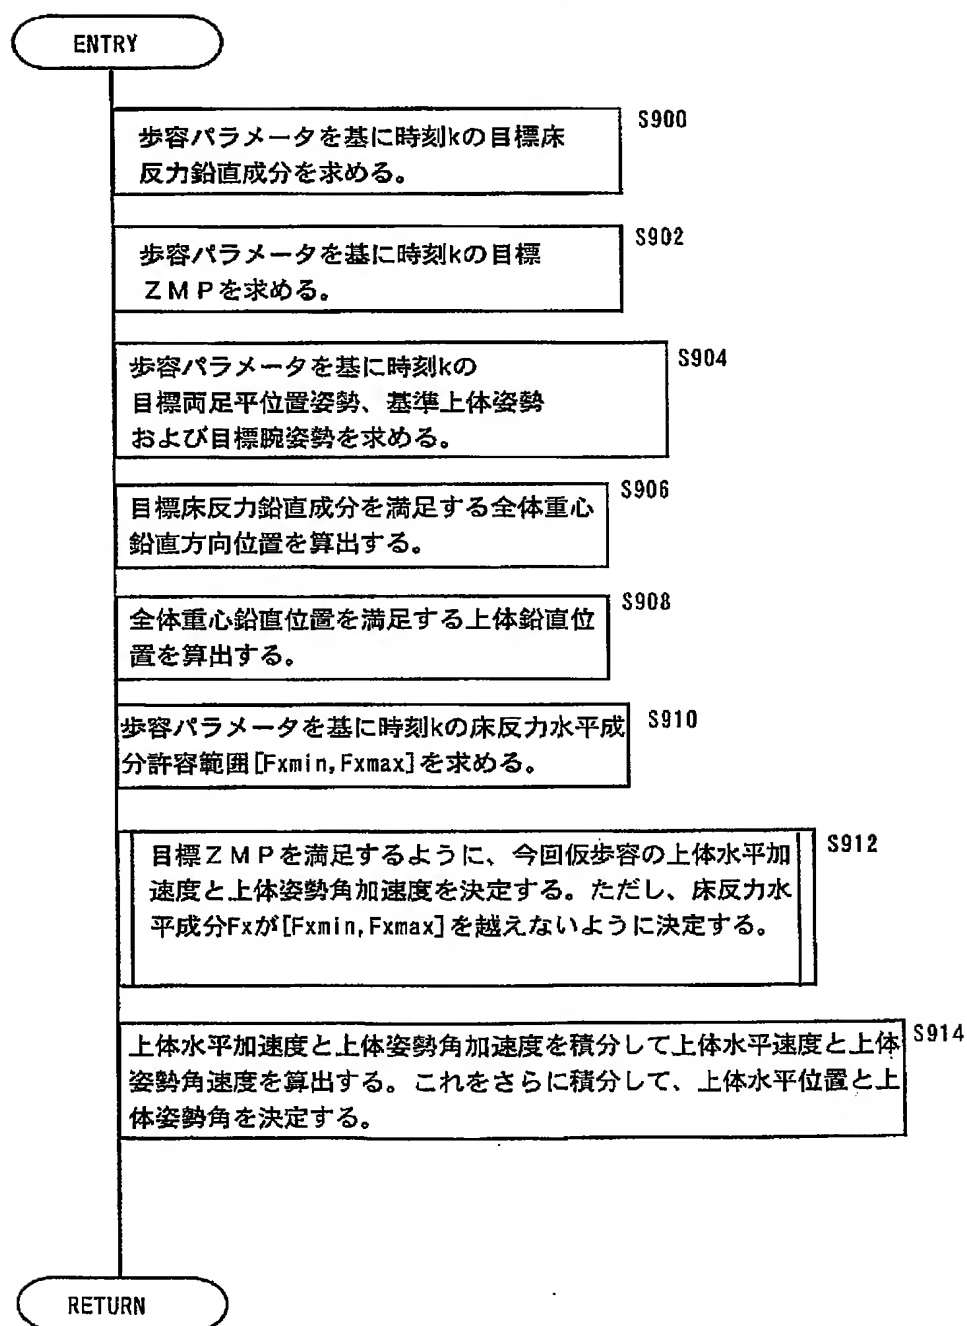 ENTRY
S900
歩容パラメータを基に時刻kの目標床
反力鉛直成分を求める。
S902
歩容パラメータを基に時刻kの目標
ZMPを求める。
S904
歩容パラメータを基に時刻kの
目標両足平位置姿勢、基準上体姿勢
および目標腕姿勢を求める。
S906
目標床反力鉛直成分を満足する全体重心
鉛直方向位置を算出する。
S908
全体重心鉛直位置を満足する上体鉛直位
置を算出する。
S910
歩容パラメータを基に時刻kの床反力水平成
分許容範囲[Fxmin,Fxmax]を求める。
S912
目標ZMPを満足するように、今回仮歩容の上体水平加
速度と上体姿勢角加速度を決定する。ただし、床反力水
平成分Fxが[Fxmin,Fxmax]を越えないように決定する。
S914
上体水平加速度と上体姿勢角加速度を積分して上体水平速度と上体
姿勢角速度を算出する。これをさらに積分して、上体水平位置と上
体姿勢角を決定する。
RETURN